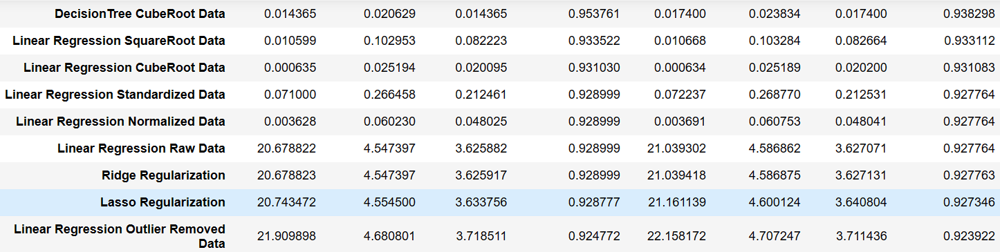 DecisionTree CubeRoot Data 0.014365 0.020629 0.014365 0.953761 0.017400 0.023834 0.017400 0.938298
Linear Regression SquareRoot Data 0.010599 0.102953 0.082223 0.933522 0.010668 0.103284 0.082664 0.933112
Linear Regression CubeRoot Data 0.000635 0.025194 0.020095 0.931030 0.000634 0.025189 0.020200 0.931083
Linear Regression Standardized Data 0.071000 0.266458 0.212461 0.928999 0.072237 0.268770 0.212531 0.927764
Linear Regression Normalized Data 0.003628 0.060230 0.048025 0.928999 0.003691 0.060753 0.048041 0.927764
Linear Regression Raw Data 20.678822 4.547397 3.625882 0.928999 21.039302 4.586862 3.627071 0.927764
Ridge Regularization 20.678823 4.547397 3.625917 0.928999 21.039418 4.586875 3.627131 0.927763
Lasso Regularization 20.743472 4.554500 3.633756 0.928777 21.161139 4.600124 3.640804 0.927346
Linear Regression Outlier Removed
Data 21.909898 4.680801 3.718511 0.924772 22.158172 4.707247 3.711436 0.923922